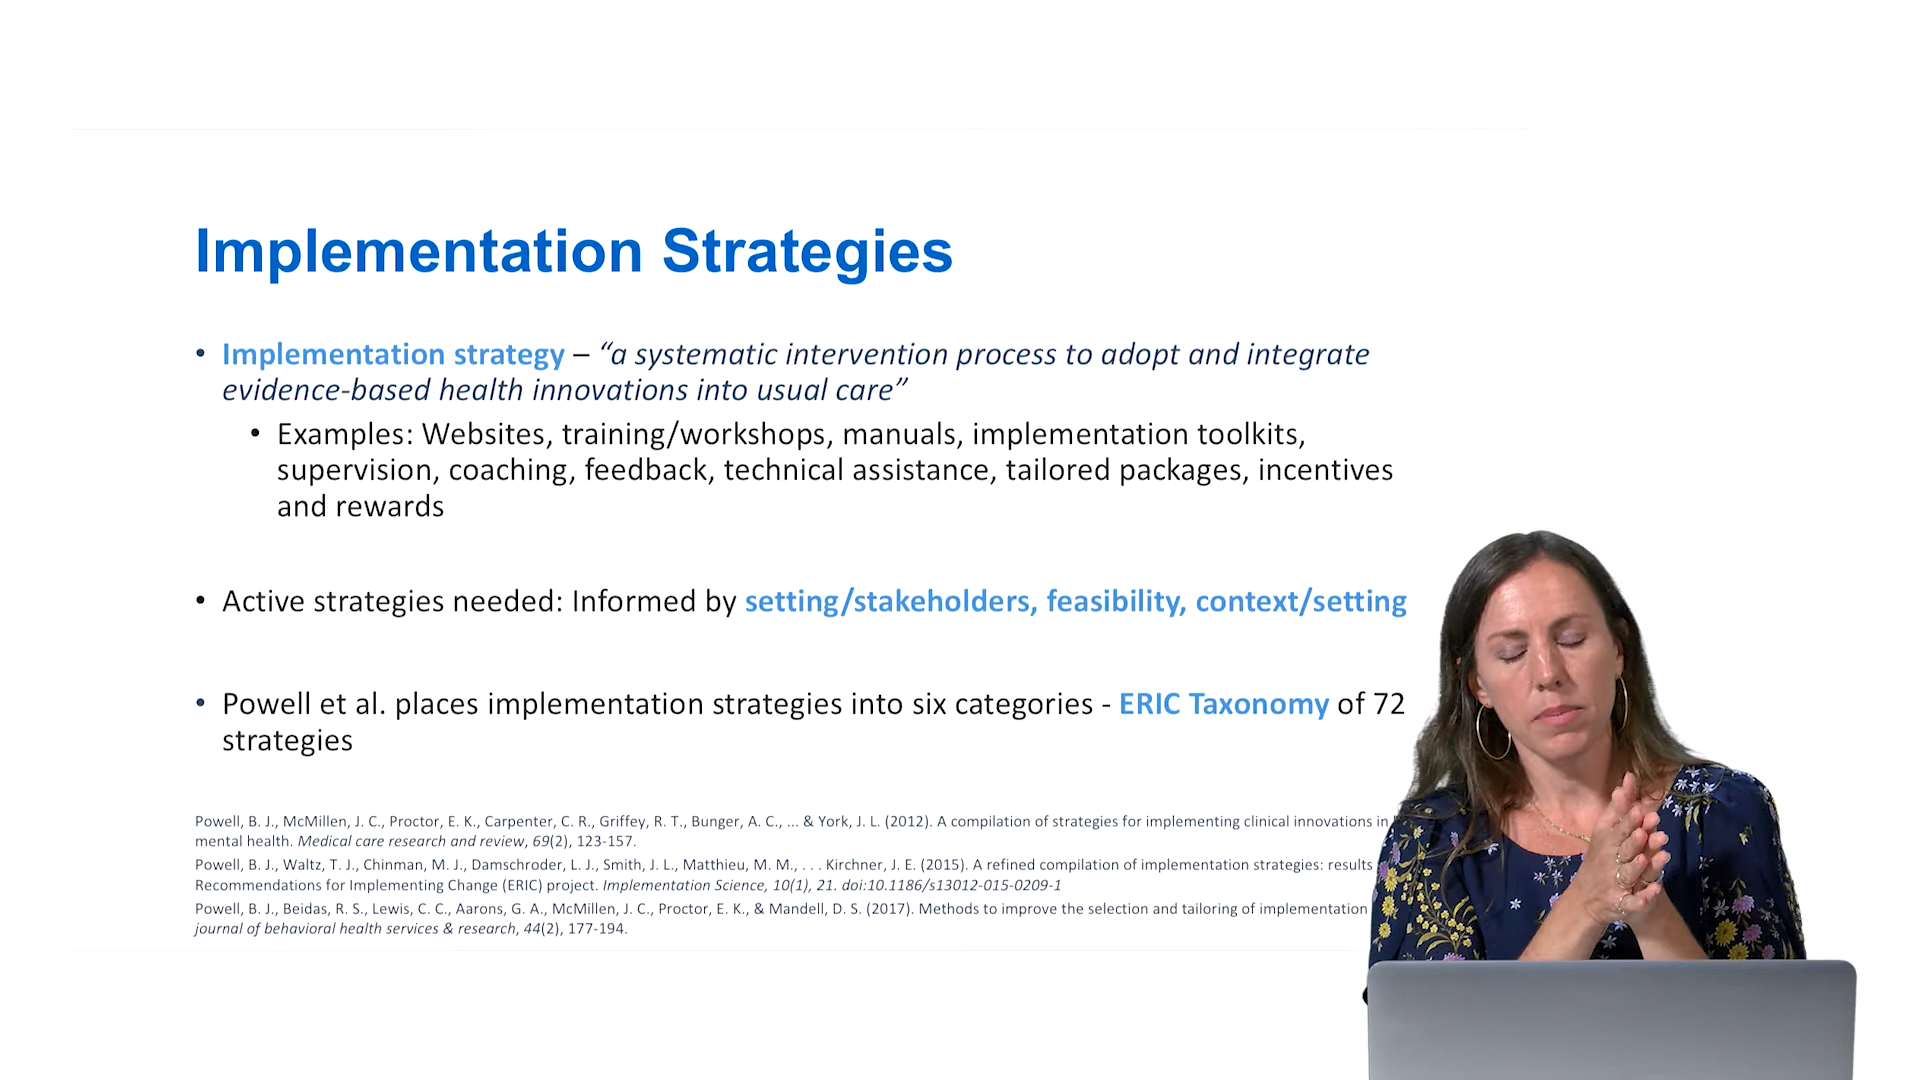 Implementation Strategies
• Implementation strategy – “a systematic intervention process to adopt and integrate
evidence-based health innovations into usual care”
• Examples: Websites, training/workshops, manuals, implementation toolkits,
supervision, coaching, feedback, technical assistance, tailored packages, incentives
and rewards
• Active strategies needed: Informed by setting/stakeholders, feasibility, context/setting
• Powell et al. places implementation strategies into six categories - ERIC Taxonomy of 72
strategies
Powell, B. J., McMillen, J. C., Proctor, E. K., Carpenter, C. R., Griffey, R. T., Bunger, A. C., ... & York, J. L. (2012). A compilation of strategies for implementing clinical innovations in
mental health. Medical care research and review, 69(2), 123-157.
Powell, B. J., Waltz, T. J., Chinman, M. J., Damschroder, L. J., Smith, J. L., Matthieu, M. M., . . . Kirchner, J. E. (2015). A refined compilation of implementation strategies: results
Recommendations for Implementing Change (ERIC) project. Implementation Science, 10(1), 21. doi:10.1186/s13012-015-0209-1
Powell, B. J., Beidas, R. S., Lewis, C. C., Aarons, G. A., McMillen, J. C., Proctor, E. K., & Mandell, D. S. (2017). Methods to improve the selection and tailoring of implementation
journal of behavioral health services & research, 44(2), 177-194.